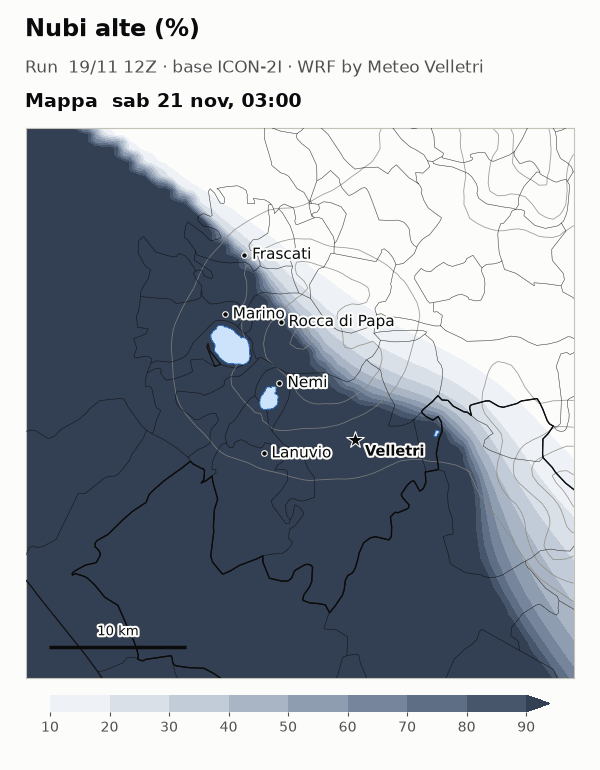 Nubi alte (%)
Run  19/11 12Z · base ICON-2I · WRF by Meteo Velletri
Mappa  sab 21 nov, 03:00
Frascati
Marino
Rocca di Papa
Nemi
Velletri
Lanuvio
10 km
10 20 30 40 50 60 70 80 90